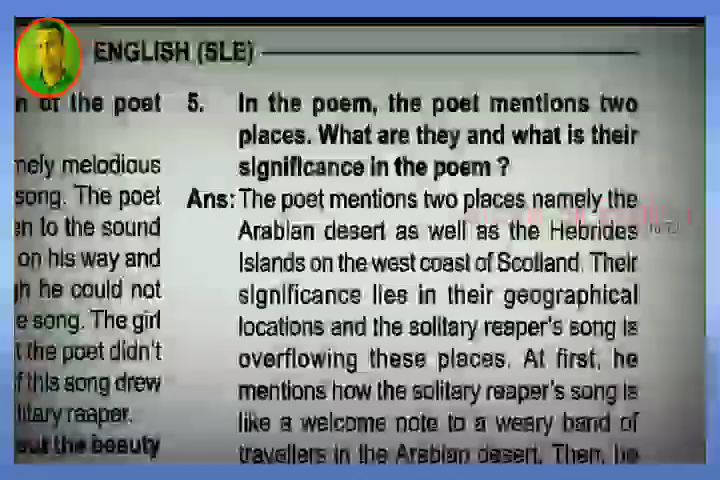 ENGLISH (SLE)
n of the poet
mely melodious
song. The poet
en to the sound
on his way and
gh he could not
e song. The girl
t the poet didn't
f this song drew
litary reaper.
out the beauty
5. In the poem, the poet mentions two
places. What are they and what is their
significance in the poem ?
Ans: The poet mentions two places namely the
Arabian desert as well as the Hebrides
Islands on the west coast of Scotland. Their
significance lies in their geographical
locations and the solitary reaper's song is
overflowing these places. At first, he
mentions how the solitary reaper's song is
like a welcome note to a weary band of
travellers in the Arabian desert. Then, he